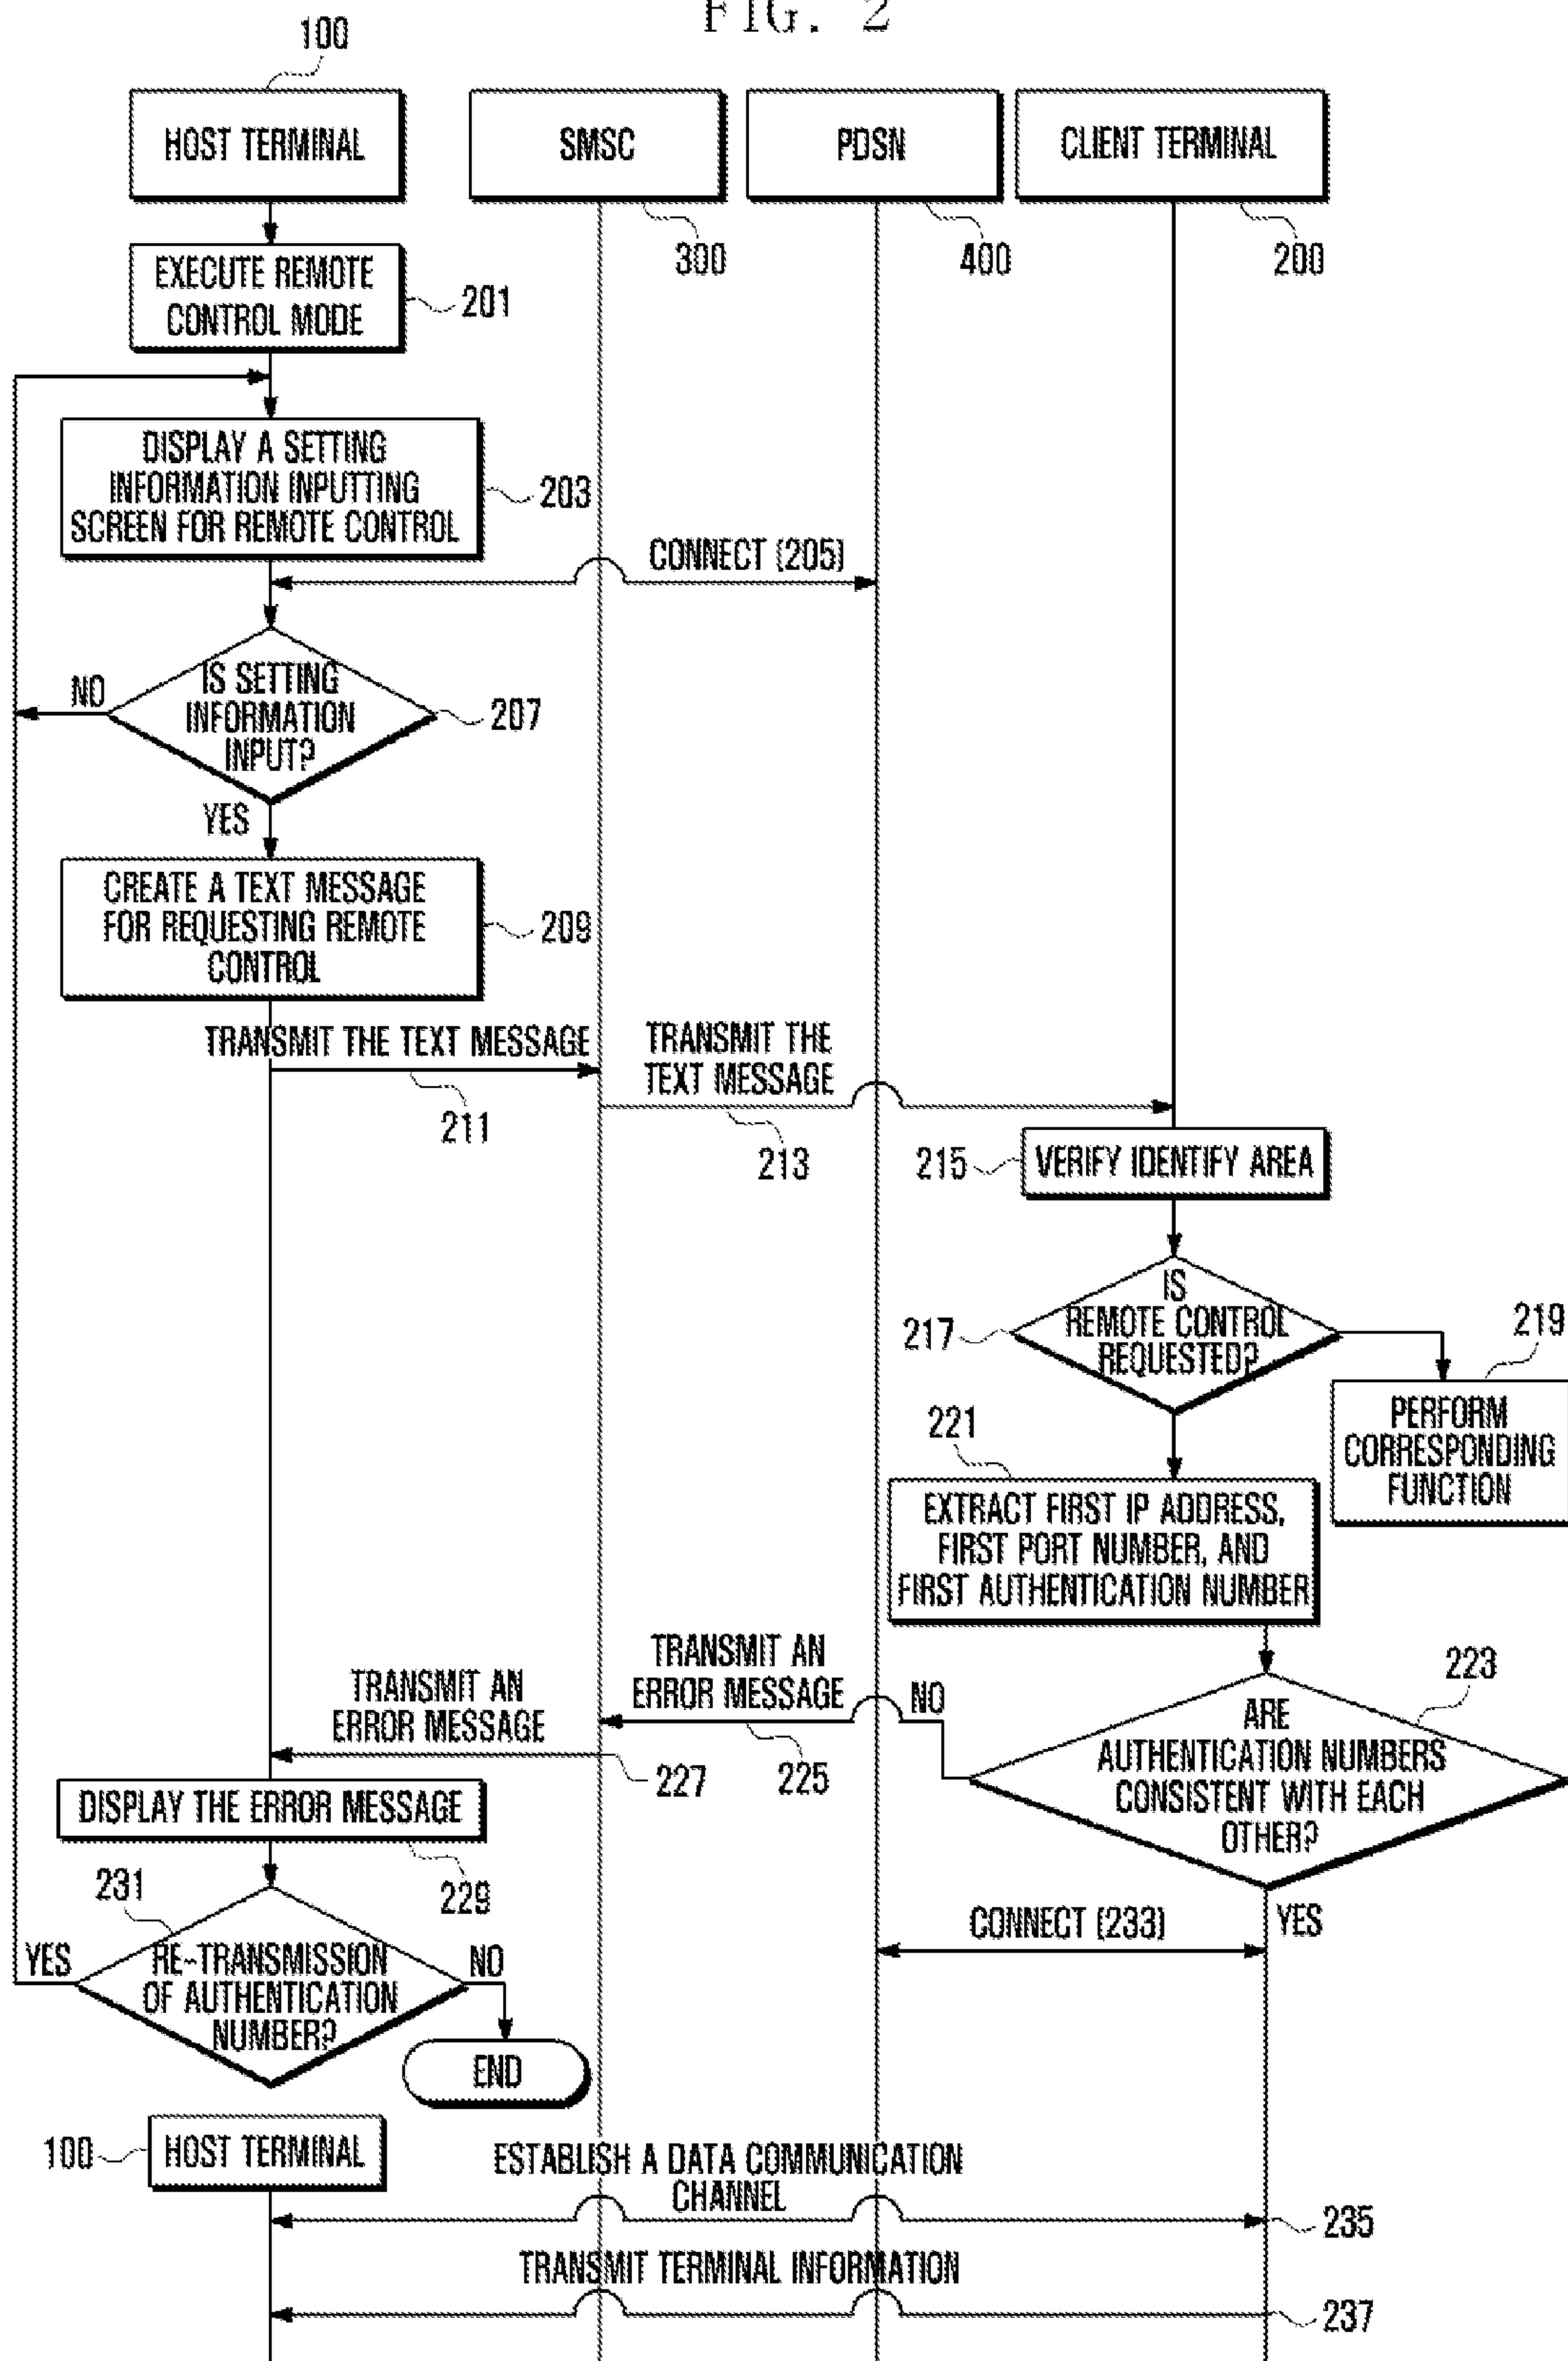 FIG. 2
100
HOST TERMINAL
SMSC
PDSN
CLIENT TERMINAL
300
400
200
EXECUTE REMOTE
CONTROL MODE
201
DISPLAY A SETTING
INFORMATION INPUTTING
SCREEN FOR REMOTE CONTROL
203
CONNECT (205)
IS SETTING
INFORMATION
INPUT?
NO
207
YES
CREATE A TEXT MESSAGE
FOR REQUESTING REMOTE
CONTROL
209
TRANSMIT THE TEXT MESSAGE
211
TRANSMIT THE
TEXT MESSAGE
213
215
VERIFY IDENTIFY AREA
IS
REMOTE CONTROL
REQUESTED?
217
219
PERFORM
CORRESPONDING
FUNCTION
221
EXTRACT FIRST IP ADDRESS,
FIRST PORT NUMBER, AND
FIRST AUTHENTICATION NUMBER
223
ARE
AUTHENTICATION NUMBERS
CONSISTENT WITH EACH
OTHER?
NO
TRANSMIT AN
ERROR MESSAGE
225
TRANSMIT AN
ERROR MESSAGE
227
DISPLAY THE ERROR MESSAGE
229
231
RE-TRANSMISSION
OF AUTHENTICATION
NUMBER?
YES
NO
END
CONNECT (233)
YES
100
HOST TERMINAL
ESTABLISH A DATA COMMUNICATION
CHANNEL
235
TRANSMIT TERMINAL INFORMATION
237